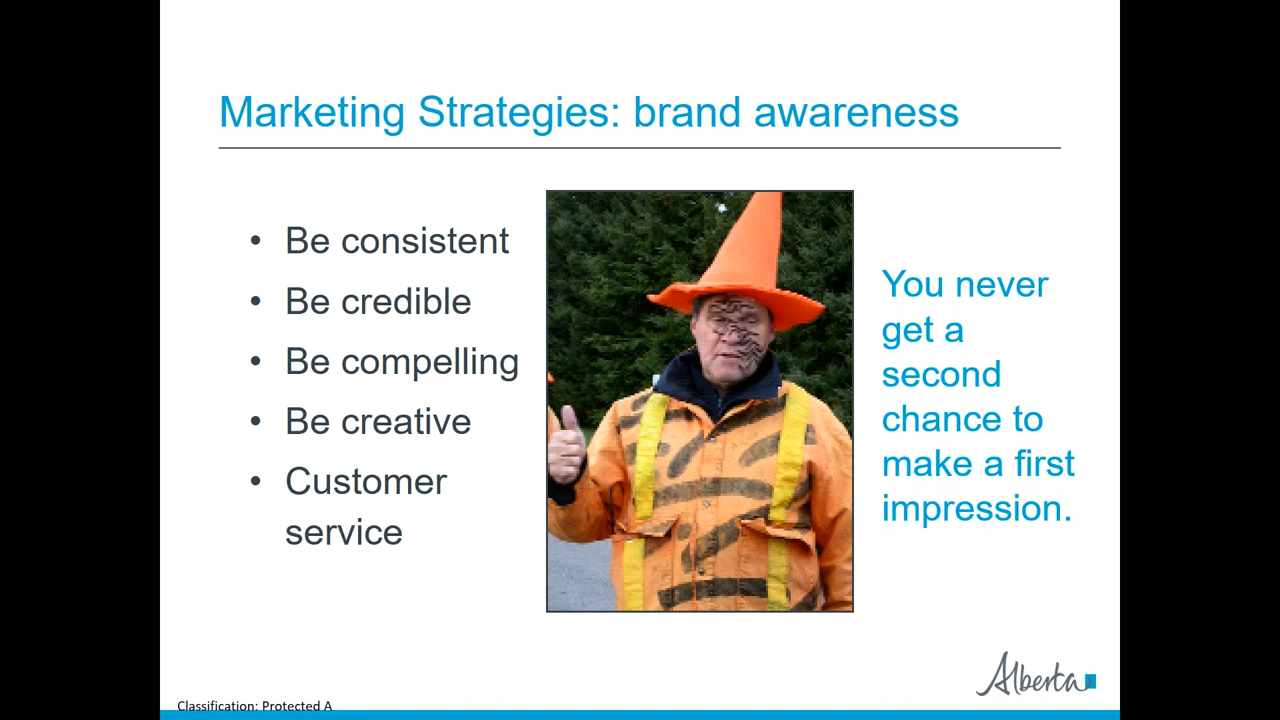 Marketing Strategies: brand awareness
• Be consistent
• Be credible
• Be compelling
• Be creative
• Customer
service
You never
get a
second
chance to
make a first
impression.
Alberta
Classification: Protected A